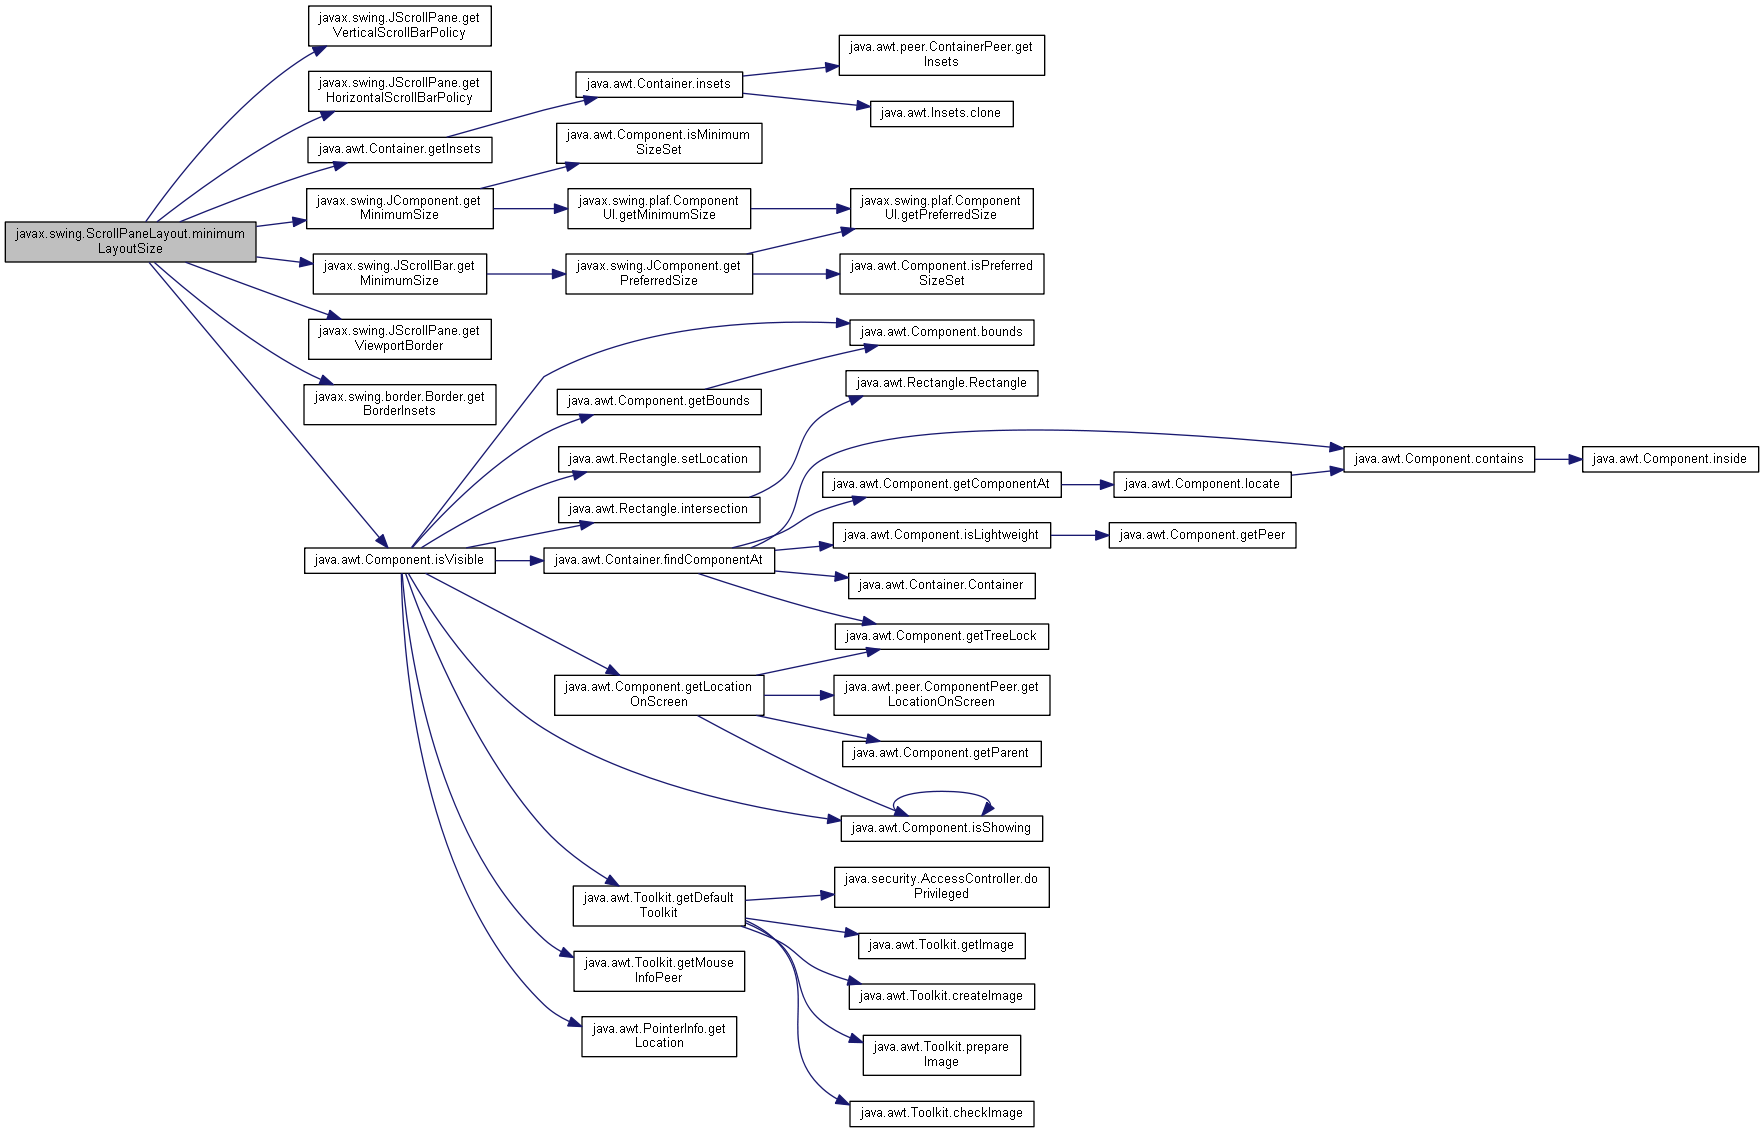 javax.swing.ScrollPaneLayout.minimum
LayoutSize
javax.swing.JScrollPane.get
VerticalScrollBarPolicy
javax.swing.JScrollPane.get
HorizontalScrollBarPolicy
java.awt.Container.getInsets
javax.swing.JComponent.get
MinimumSize
javax.swing.JScrollBar.get
MinimumSize
javax.swing.JScrollPane.get
ViewportBorder
javax.swing.border.Border.get
BorderInsets
java.awt.Component.isVisible
java.awt.Container.insets
java.awt.Component.isMinimum
SizeSet
javax.swing.plaf.Component
UI.getMinimumSize
javax.swing.JComponent.get
PreferredSize
java.awt.Component.getBounds
java.awt.Rectangle.setLocation
java.awt.Rectangle.intersection
java.awt.Container.findComponentAt
java.awt.Component.getLocation
OnScreen
java.awt.Toolkit.getDefault
Toolkit
java.awt.Toolkit.getMouse
InfoPeer
java.awt.PointerInfo.get
Location
java.awt.peer.ContainerPeer.get
Insets
java.awt.Insets.clone
javax.swing.plaf.Component
UI.getPreferredSize
java.awt.Component.isPreferred
SizeSet
java.awt.Component.bounds
java.awt.Rectangle.Rectangle
java.awt.Component.getComponentAt
java.awt.Component.isLightweight
java.awt.Container.Container
java.awt.Component.getTreeLock
java.awt.peer.ComponentPeer.get
LocationOnScreen
java.awt.Component.getParent
java.awt.Component.isShowing
java.security.AccessController.do
Privileged
java.awt.Toolkit.getImage
java.awt.Toolkit.createImage
java.awt.Toolkit.prepare
Image
java.awt.Toolkit.checkImage
java.awt.Component.locate
java.awt.Component.getPeer
java.awt.Component.contains
java.awt.Component.inside